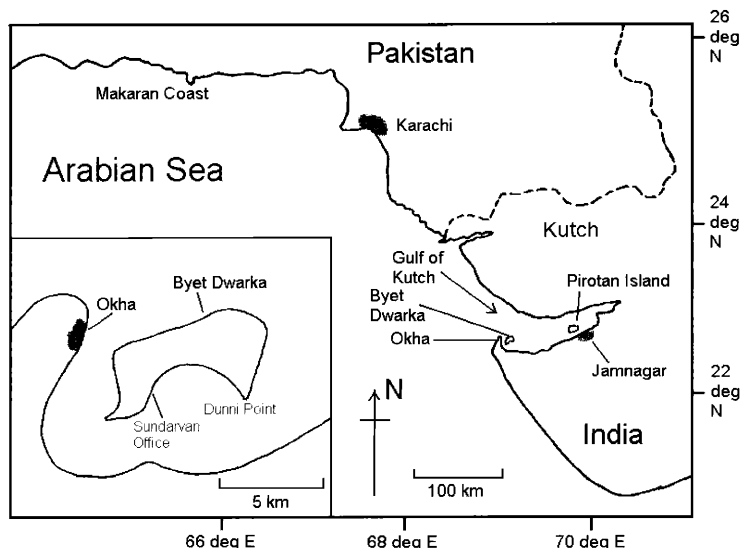 26
deg
N
Pakistan
Makaran Coast
Karachi
Arabian Sea
24
deg
N
Kutch
Gulf of
Kutch
Pirotan Island
Byet
Dwarka
Okha
Jamnagar
22
deg
N
N
India
100 km
Byet Dwarka
Okha
Dunni Point
Sundarvan
Office
5 km
66 deg E
68 deg E
70 deg E